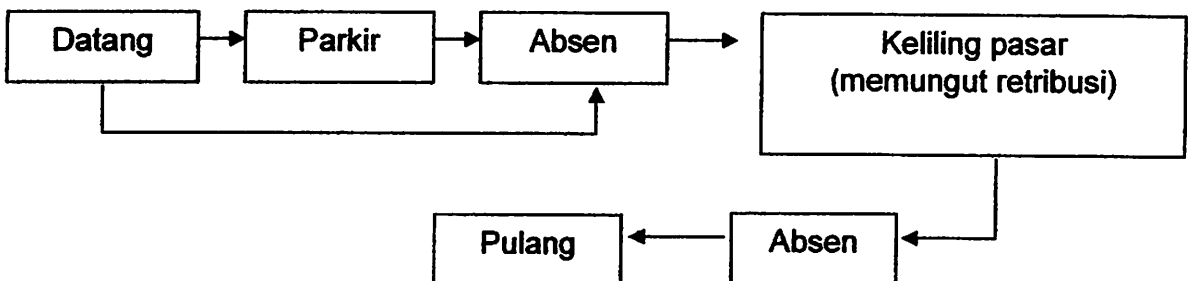 Datang
Parkir
Absen
Keliling pasar
(memungut retribusi)
Absen
Pulang